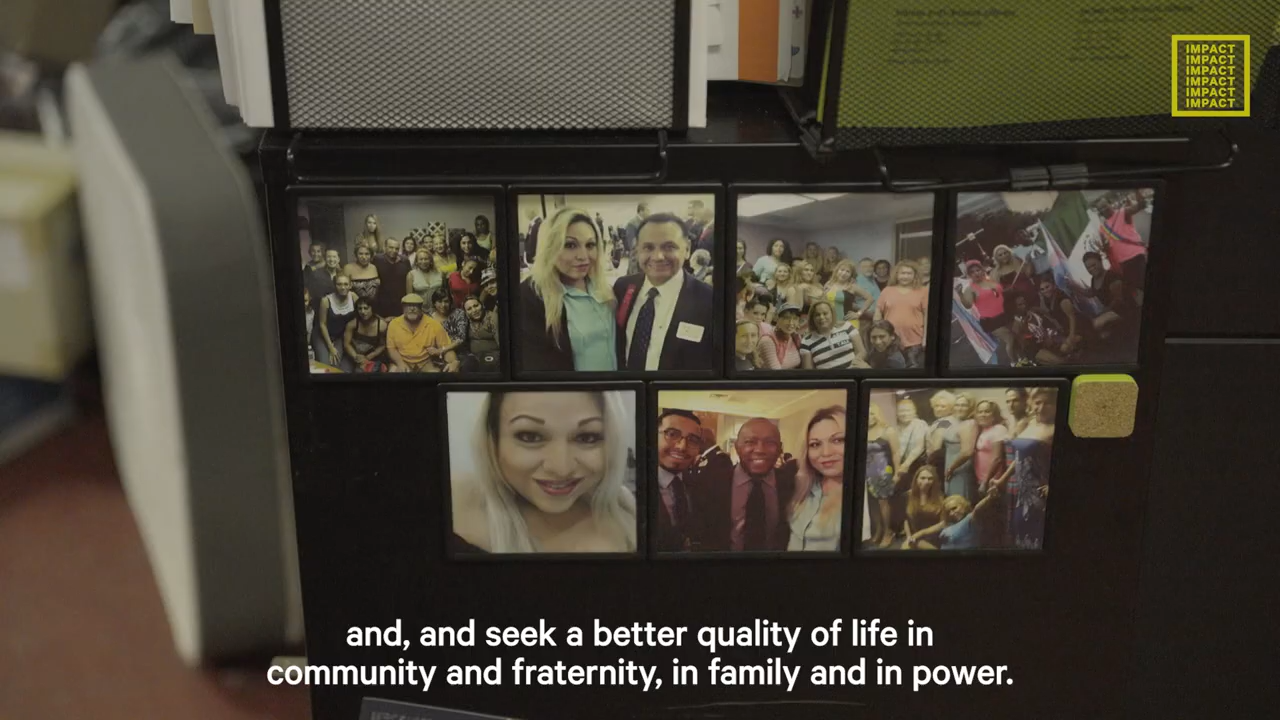 IMPACT
IMPACT
IMPACT
IMPACT
IMPACT
IMPACT
and, and seek a better quality of life in
community and fraternity, in family and in power.